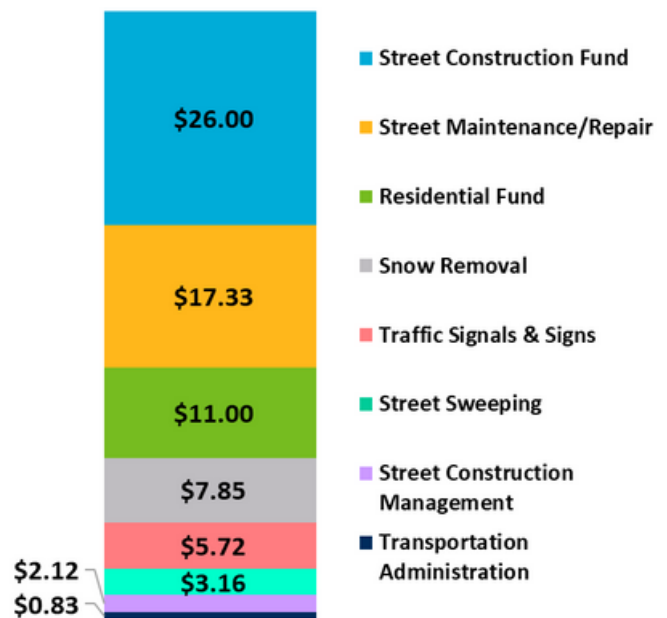 $26.00
$17.33
$11.00
$7.85
$5.72
$3.16
$2.12
$0.83
Street Construction Fund
Street Maintenance/Repair
Residential Fund
Snow Removal
Traffic Signals & Signs
Street Sweeping
Street Construction
Management
Transportation
Administration